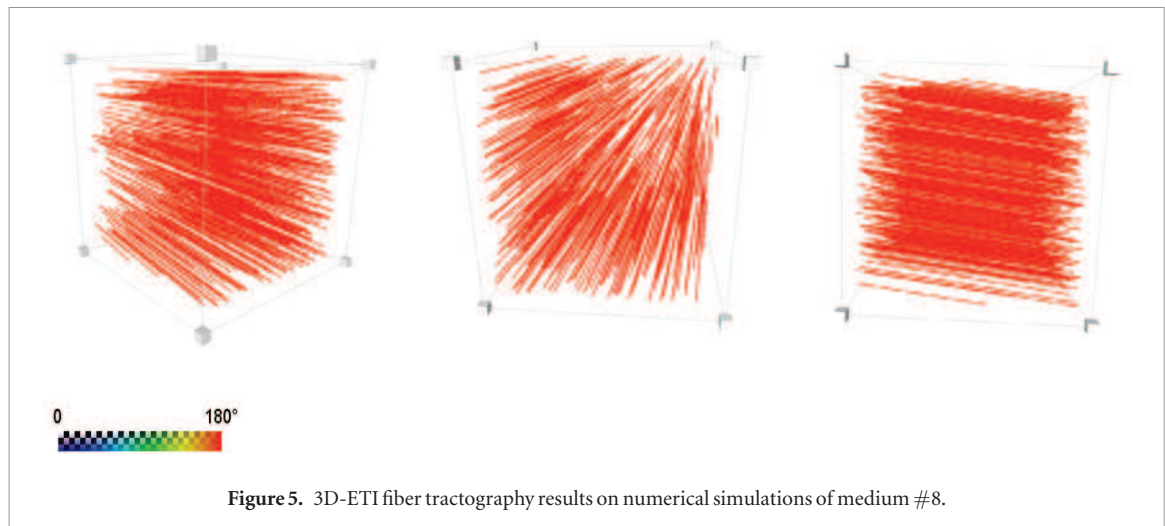 0 180°
Figure 5. 3D-ETI fiber tractography results on numerical simulations of medium #8.